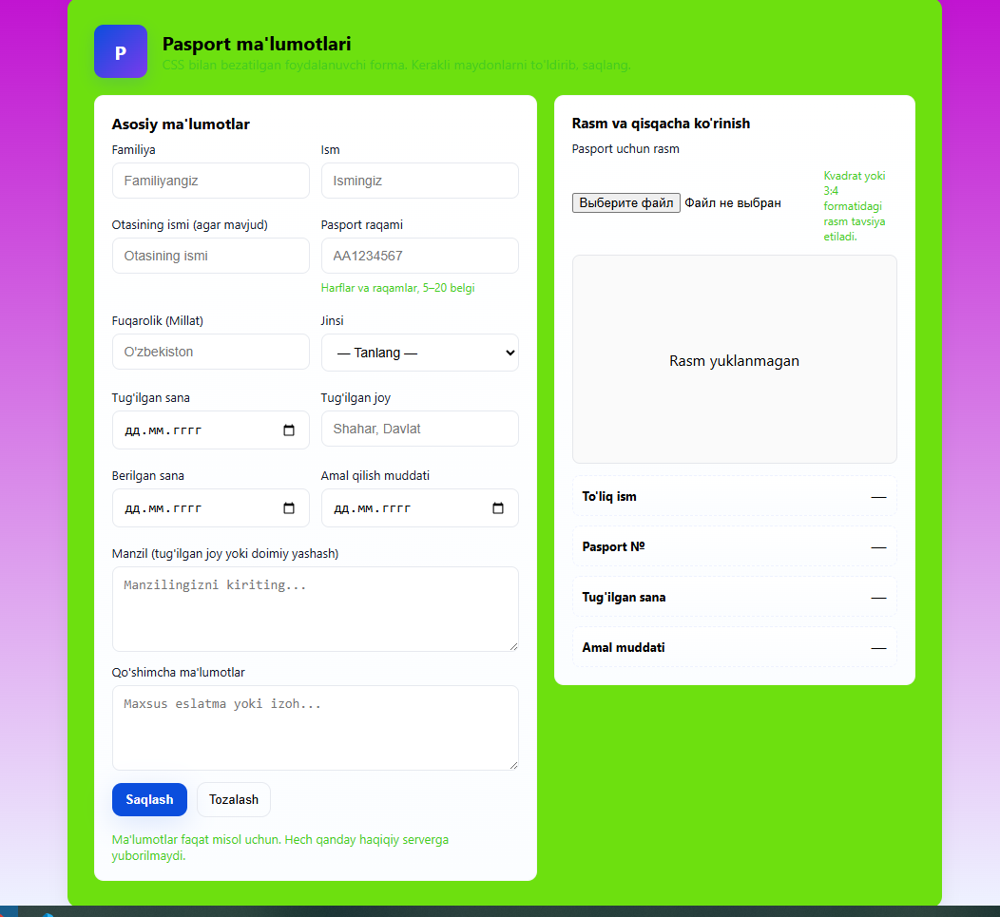 P
Pasport ma'lumotlari
CSS bilan bezatilgan foydalanuvchi forma. Kerakli maydonlarni to'ldirib, saqlang.
Asosiy ma'lumotlar
Familiya
Ism
Familiyangiz
Ismingiz
Otasining ismi (agar mavjud)
Pasport raqami
Otasining ismi
AA1234567
Harflar va raqamlar, 5–20 belgi
Fuqarolik (Millat)
Jinsi
O'zbekiston
— Tanlang —
Tug'ilgan sana
Tug'ilgan joy
дд.мм.гггг
Shahar, Davlat
Berilgan sana
Amal qilish muddati
дд.мм.гггг
дд.мм.гггг
Manzil (tug'ilgan joy yoki doimiy yashash)
Manzilingizni kiriting...
Qo'shimcha ma'lumotlar
Maxsus eslatma yoki izoh...
Saqlash
Tozalash
Ma'lumotlar faqat misol uchun. Hech qanday haqiqiy serverga
yuborilmaydi.
Rasm va qisqacha ko'rinish
Pasport uchun rasm
Выберите файл
Файл не выбран
Kvadrat yoki
3:4
formatidagi
rasm tavsiya
etiladi.
Rasm yuklanmagan
To'liq ism —
Pasport № —
Tug'ilgan sana —
Amal muddati —